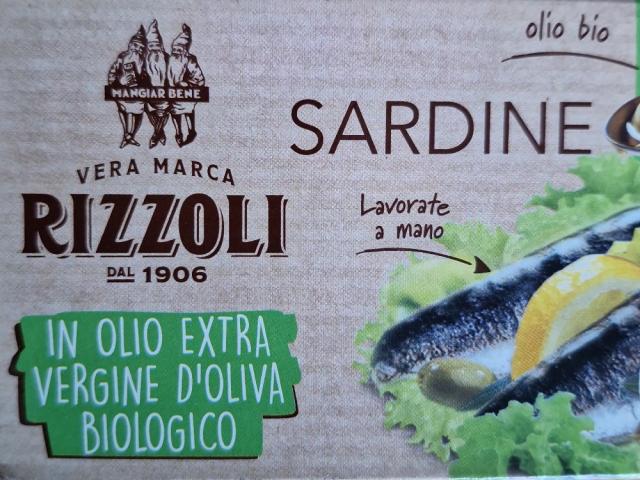 olio bio
MANGIAR BENE
SARDINE
VERA MARCA
RIZZOLI
DAL 1906
Lavorate
a mano
IN OLIO EXTRA
VERGINE D'OLIVA
BIOLOGICO